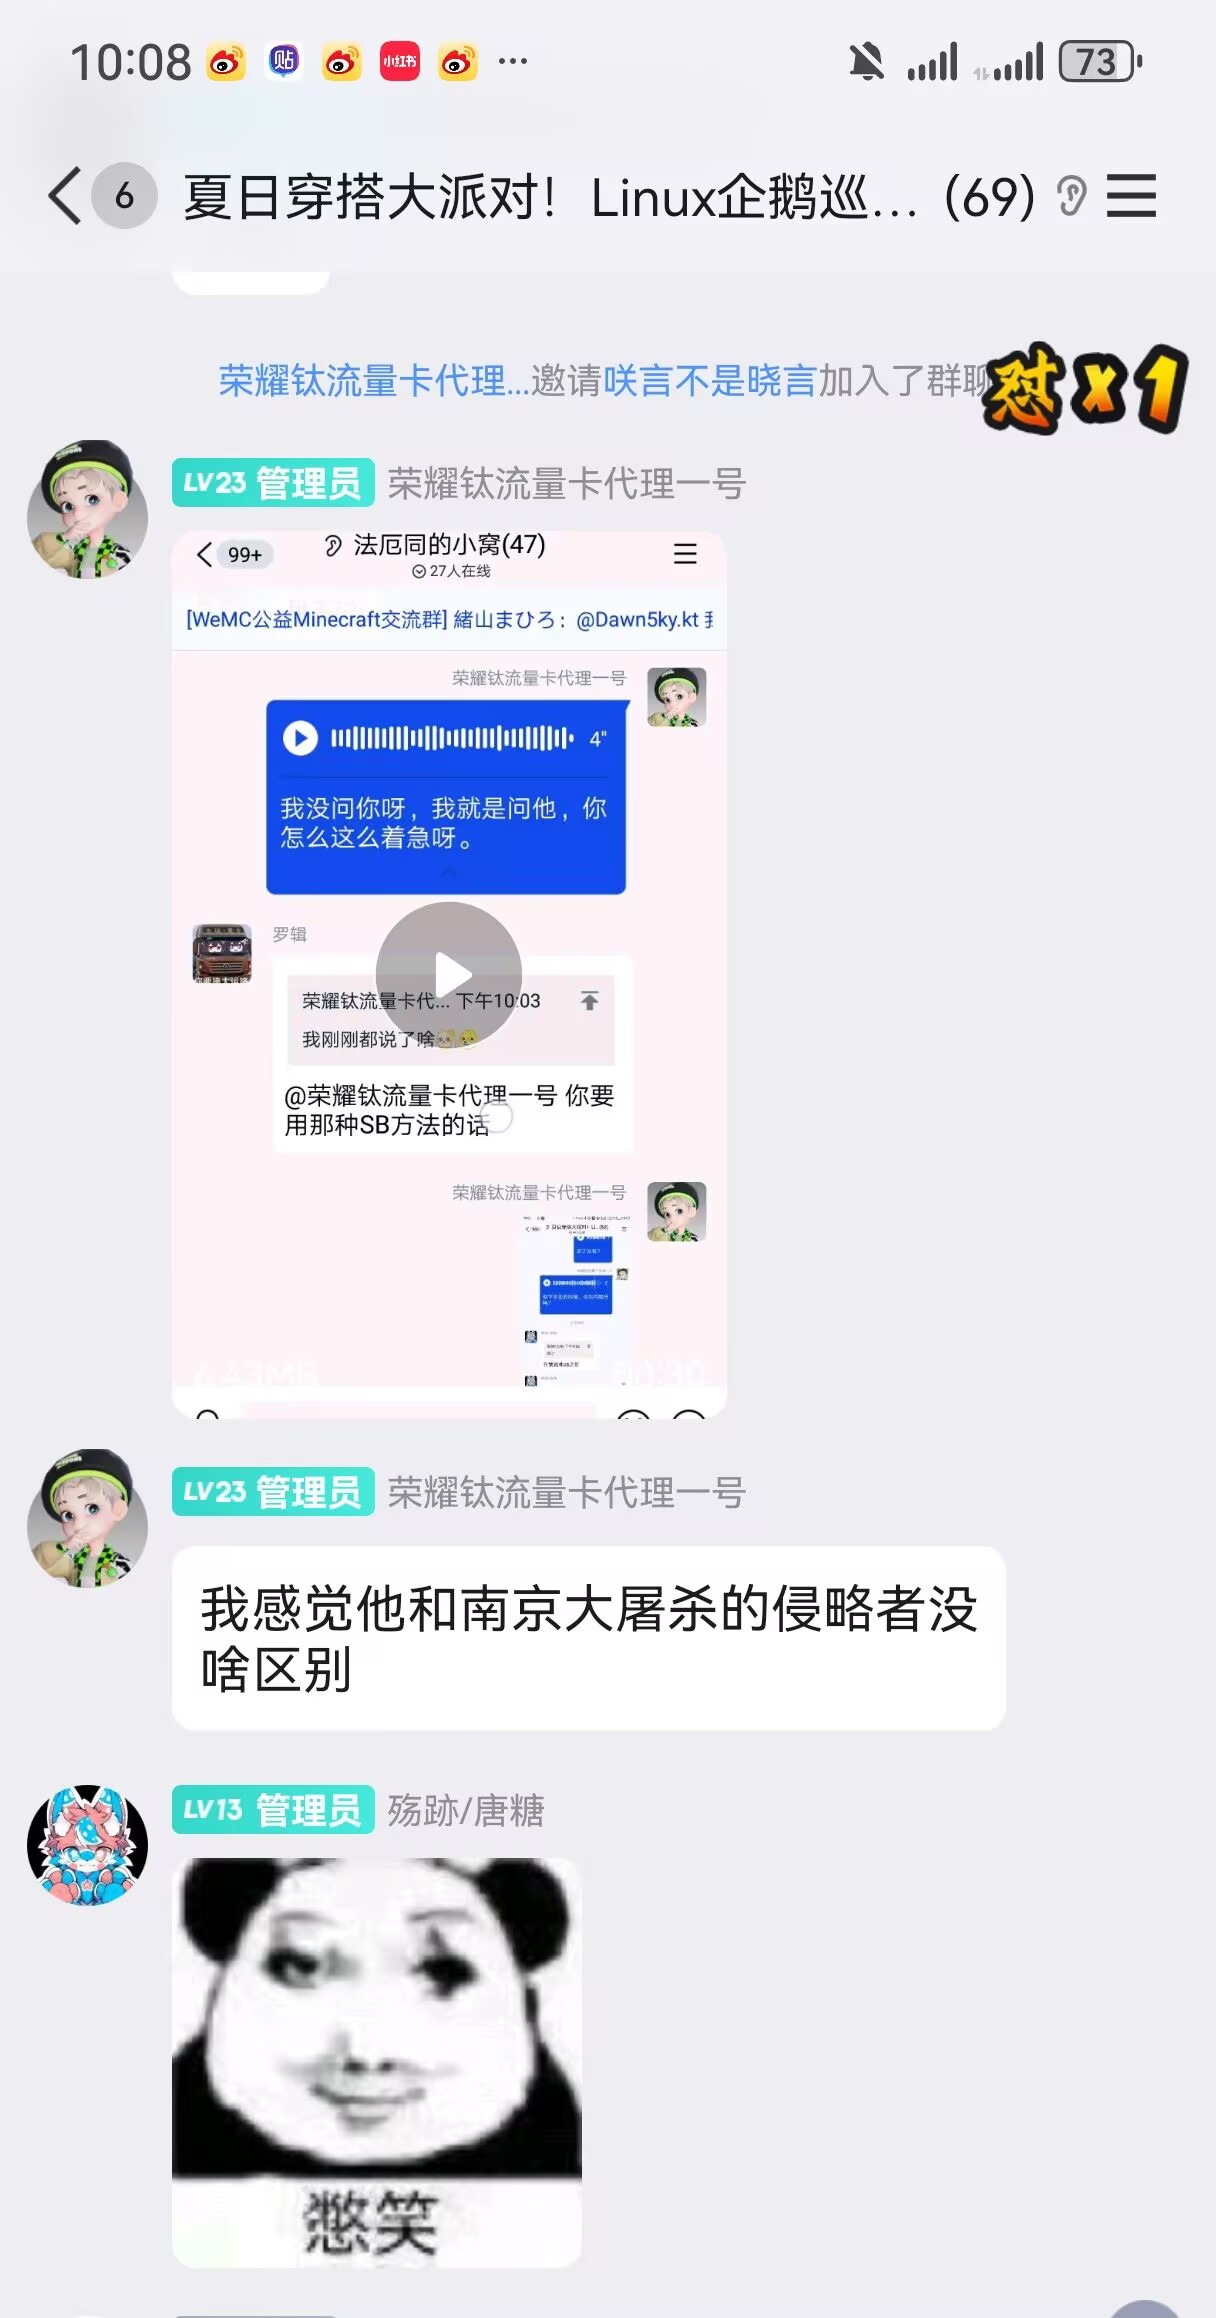 10:08
贴
小红书
73
6
夏日穿搭大派对！Linux企鹅巡... (69)
荣耀钛流量卡代理...邀请咲言不是晓言加入了群聊
怼x1
LV23 管理员 荣耀钛流量卡代理一号
99+
法厄同的小窝(47)
27人在线
[WeMC公益Minecraft交流群] 緒山まひろ：@Dawn5ky.kt
荣耀钛流量卡代理一号
4"
我没问你呀，我就是问他，你
怎么这么着急呀。
罗辑
荣耀钛流量卡代... 下午10:03
我刚刚都说了啥
@荣耀钛流量卡代理一号 你要
用那种SB方法的话
荣耀钛流量卡代理一号
LV23 管理员 荣耀钛流量卡代理一号
我感觉他和南京大屠杀的侵略者没
啥区别
LV13 管理员 殇跡/唐糖
憋笑